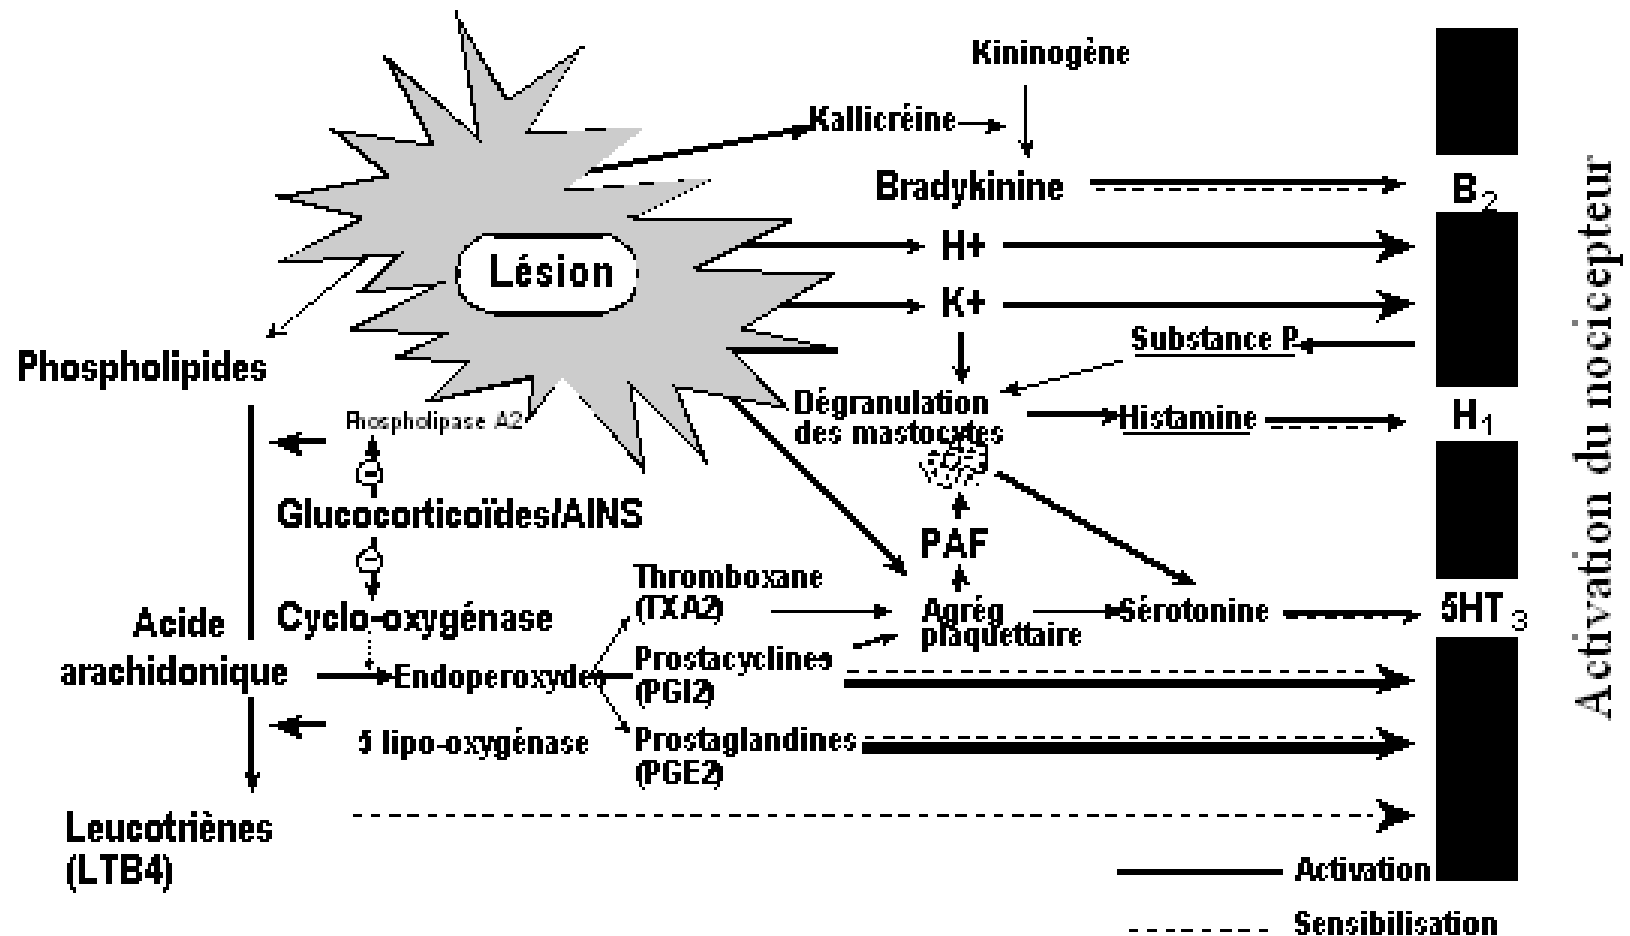 Kininogène
Kallicréine
Bradykinine
B2
H+
Lésion
K+
Substance P
Phospholipides
Phospholipase A2
Dégranulation
des mastocytes
Histamine
H1
Glucocorticoïdes/AINS
PAF
Thromboxane
(TXA2)
Acide
arachidonique
Cyclo-oxygénase
Agrég
plaquettaire
Sérotonine
5HT3
Endoperoxydes
Prostacyclines
(PGI2)
5 lipo-oxygénase
Prostaglandines
(PGE2)
Leucotriènes
(LTB4)
Activation
Sensibilisation
Activation du nocicepteur